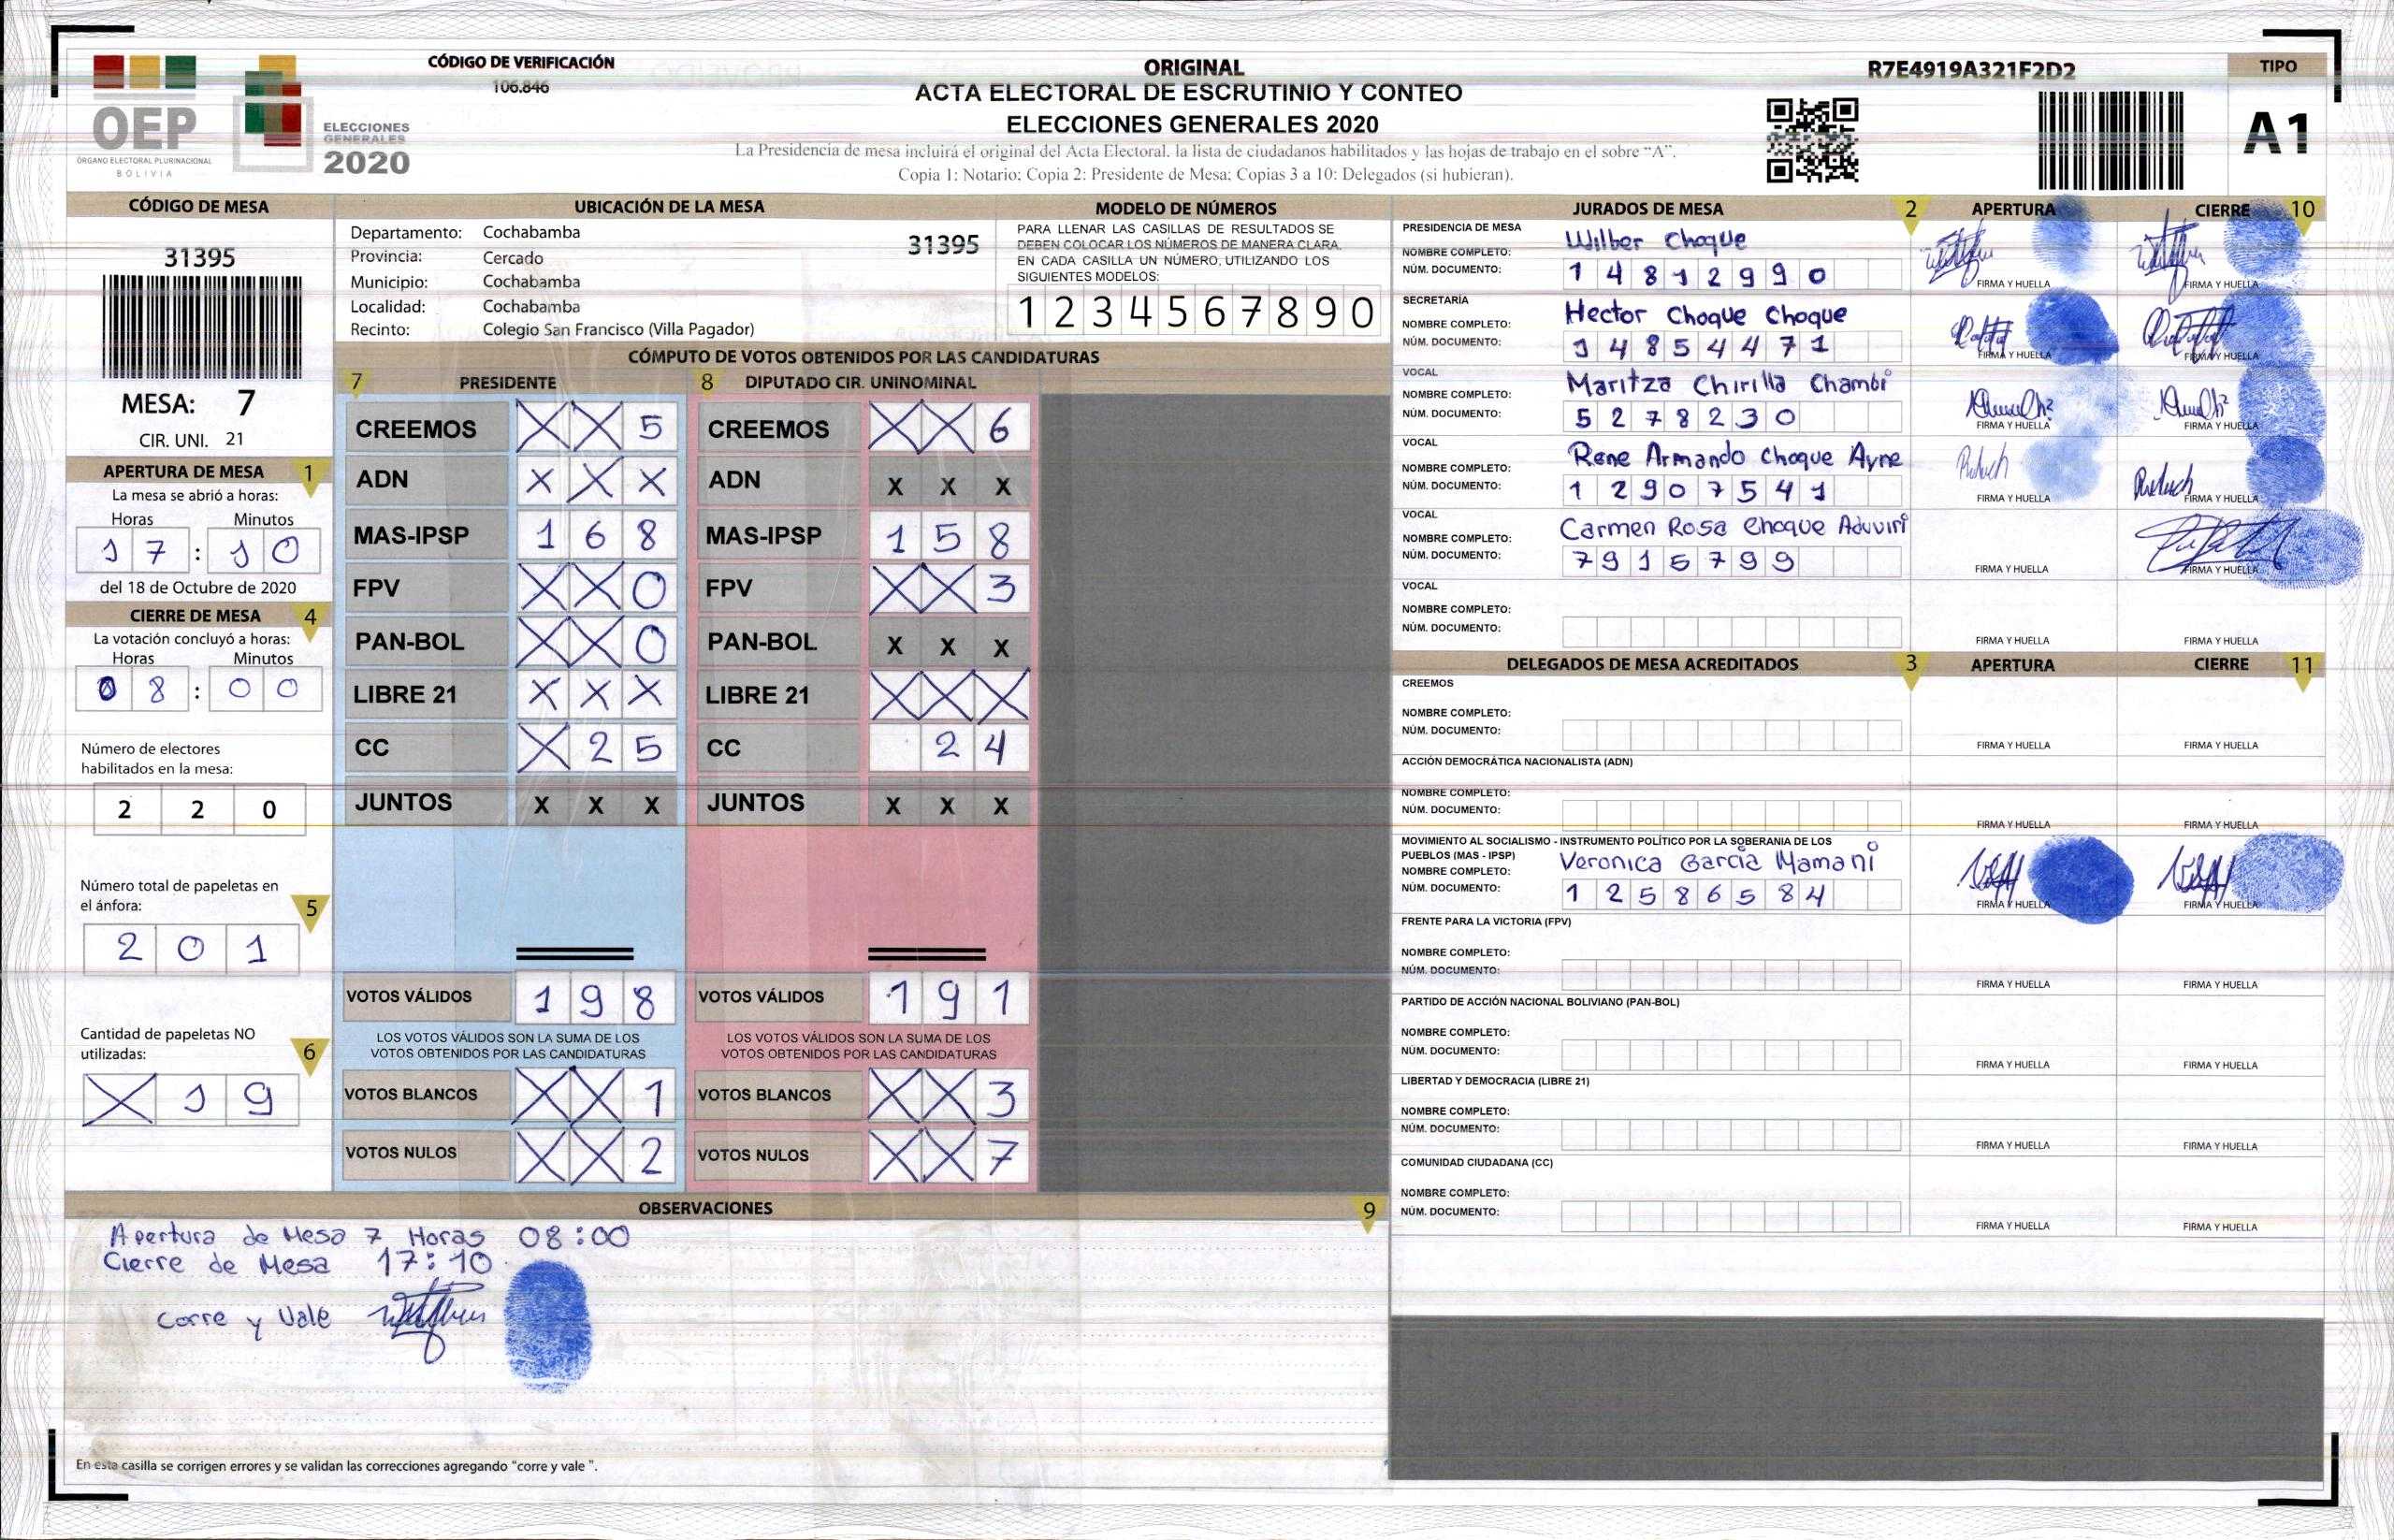 OEP
ÓRGANO ELECTORAL PLURINACIONAL
BOLIVIA
ELECCIONES
GENERALES
2020
CÓDIGO DE VERIFICACIÓN
106.846
ORIGINAL
ACTA ELECTORAL DE ESCRUTINIO Y CONTEO
ELECCIONES GENERALES 2020
La Presidencia de mesa incluirá el original del Acta Electoral, la lista de ciudadanos habilitados y las hojas de trabajo en el sobre “A”.
Copia 1: Notario; Copia 2: Presidente de Mesa; Copias 3 a 10: Delegados (si hubieran).
R7E4919A321F2D2
TIPO
A1
CÓDIGO DE MESA
31395
MESA: 7
CIR. UNI. 21
APERTURA DE MESA 1
La mesa se abrió a horas:
Horas Minutos
17 : 10
del 18 de Octubre de 2020
CIERRE DE MESA 4
La votación concluyó a horas:
Horas Minutos
08 : 00
Número de electores
habilitados en la mesa:
2 2 0
Número total de papeletas en
el ánfora: 5
2 0 1
Cantidad de papeletas NO
utilizadas: 6
X 1 9
UBICACIÓN DE LA MESA
Departamento: Cochabamba
31395
Provincia: Cercado
Municipio: Cochabamba
Localidad: Cochabamba
Recinto: Colegio San Francisco (Villa Pagador)
MODELO DE NÚMEROS
PARA LLENAR LAS CASILLAS DE RESULTADOS SE
DEBEN COLOCAR LOS NÚMEROS DE MANERA CLARA.
EN CADA CASILLA UN NÚMERO, UTILIZANDO LOS
SIGUIENTES MODELOS:
1 2 3 4 5 6 7 8 9 0
CÓMPUTO DE VOTOS OBTENIDOS POR LAS CANDIDATURAS
7 PRESIDENTE 8 DIPUTADO CIR. UNINOMINAL
CREEMOS X X 5 CREEMOS X X 6
ADN X X X ADN X X X
MAS-IPSP 1 6 8 MAS-IPSP 1 5 8
FPV X X 0 FPV X X 3
PAN-BOL X X 0 PAN-BOL X X X
LIBRE 21 X X X LIBRE 21 X X X
CC X 2 5 CC 2 4
JUNTOS X X X JUNTOS X X X
VOTOS VÁLIDOS 1 9 8 VOTOS VÁLIDOS 1 9 1
LOS VOTOS VÁLIDOS SON LA SUMA DE LOS LOS VOTOS VÁLIDOS SON LA SUMA DE LOS
VOTOS OBTENIDOS POR LAS CANDIDATURAS VOTOS OBTENIDOS POR LAS CANDIDATURAS
VOTOS BLANCOS X X 1 VOTOS BLANCOS X X 3
VOTOS NULOS X X 2 VOTOS NULOS X X 7
OBSERVACIONES 9
Apertura de Mesa 7 Horas 08:00
Cierre de Mesa 17:10
Corre y Vale
En esta casilla se corrigen errores y se validan las correcciones agregando "corre y vale ".
JURADOS DE MESA 2 APERTURA CIERRE 10
PRESIDENCIA DE MESA
NOMBRE COMPLETO: Wilber Choque
NÚM. DOCUMENTO: 1 4 8 1 2 9 9 0 FIRMA Y HUELLA FIRMA Y HUELLA
SECRETARÍA
NOMBRE COMPLETO: Hector Choque Choque
NÚM. DOCUMENTO: 1 4 8 5 4 4 7 1 FIRMA Y HUELLA FIRMA Y HUELLA
VOCAL
NOMBRE COMPLETO: Maritza Chirilla Chambi
NÚM. DOCUMENTO: 5 2 7 8 2 3 0 FIRMA Y HUELLA FIRMA Y HUELLA
VOCAL
NOMBRE COMPLETO: Rene Armando Choque Ayne
NÚM. DOCUMENTO: 1 2 9 0 7 5 4 1 FIRMA Y HUELLA FIRMA Y HUELLA
VOCAL
NOMBRE COMPLETO: Carmen Rosa Choque Aduviri
NÚM. DOCUMENTO: 7 9 1 5 7 9 9 FIRMA Y HUELLA FIRMA Y HUELLA
VOCAL
NOMBRE COMPLETO:
NÚM. DOCUMENTO: FIRMA Y HUELLA FIRMA Y HUELLA
DELEGADOS DE MESA ACREDITADOS 3 APERTURA CIERRE 11
CREEMOS
NOMBRE COMPLETO:
NÚM. DOCUMENTO: FIRMA Y HUELLA FIRMA Y HUELLA
ACCIÓN DEMOCRÁTICA NACIONALISTA (ADN)
NOMBRE COMPLETO:
NÚM. DOCUMENTO: FIRMA Y HUELLA FIRMA Y HUELLA
MOVIMIENTO AL SOCIALISMO - INSTRUMENTO POLÍTICO POR LA SOBERANIA DE LOS
PUEBLOS (MAS - IPSP)
NOMBRE COMPLETO: Veronica Garcia Mamani
NÚM. DOCUMENTO: 1 2 5 8 6 5 8 4 FIRMA Y HUELLA FIRMA Y HUELLA
FRENTE PARA LA VICTORIA (FPV)
NOMBRE COMPLETO:
NÚM. DOCUMENTO: FIRMA Y HUELLA FIRMA Y HUELLA
PARTIDO DE ACCIÓN NACIONAL BOLIVIANO (PAN-BOL)
NOMBRE COMPLETO:
NÚM. DOCUMENTO: FIRMA Y HUELLA FIRMA Y HUELLA
LIBERTAD Y DEMOCRACIA (LIBRE 21)
NOMBRE COMPLETO:
NÚM. DOCUMENTO: FIRMA Y HUELLA FIRMA Y HUELLA
COMUNIDAD CIUDADANA (CC)
NOMBRE COMPLETO:
NÚM. DOCUMENTO: FIRMA Y HUELLA FIRMA Y HUELLA